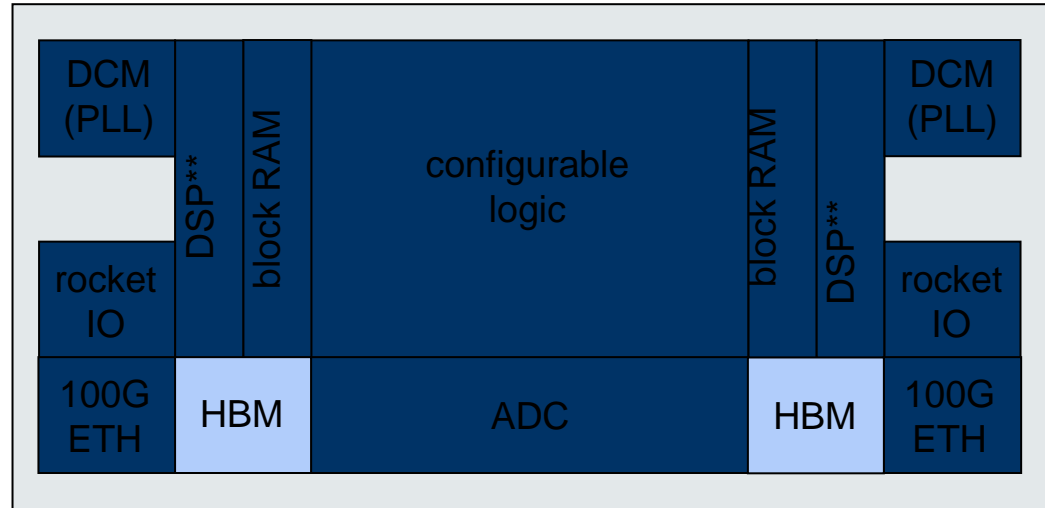 DCM
(PLL)
DSP**
block RAM
configurable
logic
block RAM
DSP**
DCM
(PLL)
rocket
IO
rocket
IO
100G
ETH
HBM
ADC
HBM
100G
ETH